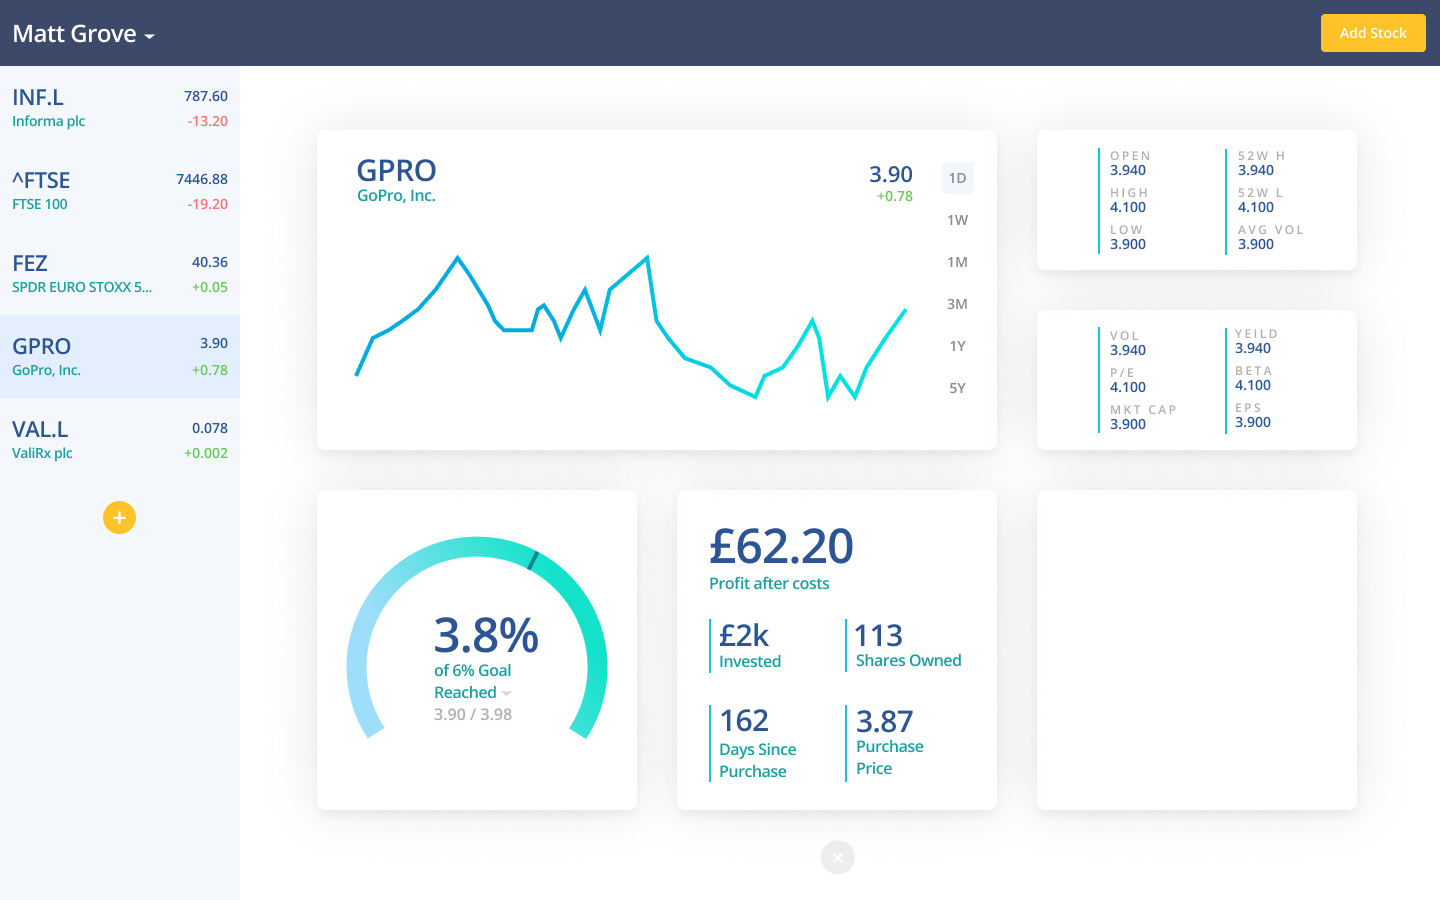 Matt Grove
Add Stock
INF.L
787.60
Informa plc
-13.20
^FTSE
7446.88
FTSE 100
-19.20
FEZ
40.36
SPDR EURO STOXX 5...
+0.05
GPRO
3.90
GoPro, Inc.
+0.78
VAL.L
0.078
ValiRx plc
+0.002
GPRO
GoPro, Inc.
3.90
+0.78
1D
1W
1M
3M
1Y
5Y
OPEN
3.940
HIGH
4.100
LOW
3.900
52W H
3.940
52W L
4.100
AVG VOL
3.900
VOL
3.940
P/E
4.100
MKT CAP
3.900
YEILD
3.940
BETA
4.100
EPS
3.900
3.8%
of 6% Goal
Reached
3.90 / 3.98
£62.20
Profit after costs
£2k
Invested
113
Shares Owned
162
Days Since
Purchase
3.87
Purchase
Price